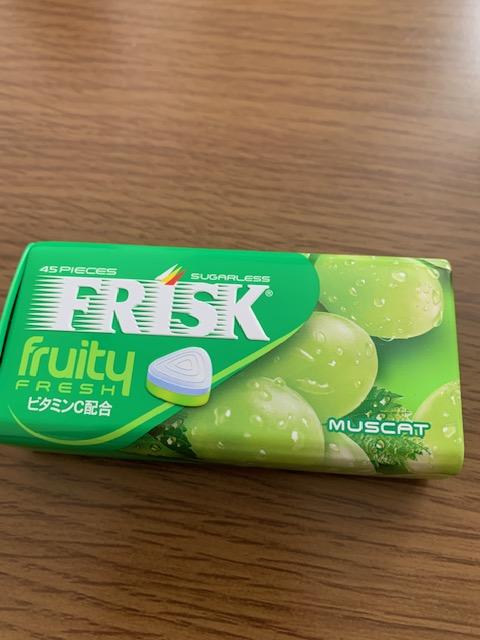 45 PIECES
SUGARLESS
FRISK®
fruity
FRESH
ビタミンC配合
MUSCAT